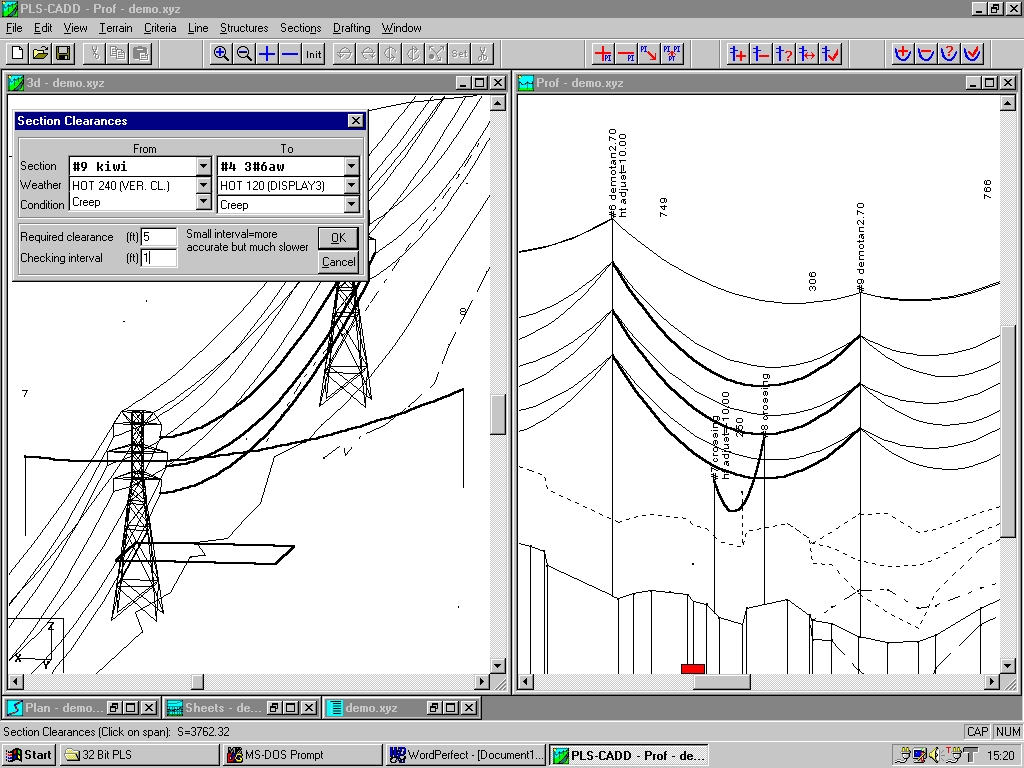 PLS-CADD - Prof - demo.xyz
File Edit View Terrain Criteria Line Structures Sections Drafting Window
Init Set PI PI PI PI PI PI
3d - demo.xyz
Prof - demo.xyz
Section Clearances
From To
Section #9 kiwi #4 3#6aw
Weather HOT 240 (VER. CL.) HOT 120 (DISPLAY3)
Condition Creep Creep
Required clearance (ft) 5 Small interval=more
accurate but much slower OK
Checking interval (ft) 1 Cancel
7
8
Z
X
Y
#6 demotan2.70
ht adjust=10.00
749
306
#9 demotan2.70
766
#7 crossing
ht adjust=10.00
250
#8 crossing
Plan - demo... Sheets - de... demo.xyz
Section Clearances (Click on span): S=3762.32 CAP NUM
Start 32 Bit PLS MS-DOS Prompt WordPerfect - [Document1... PLS-CADD - Prof - de... 15:20